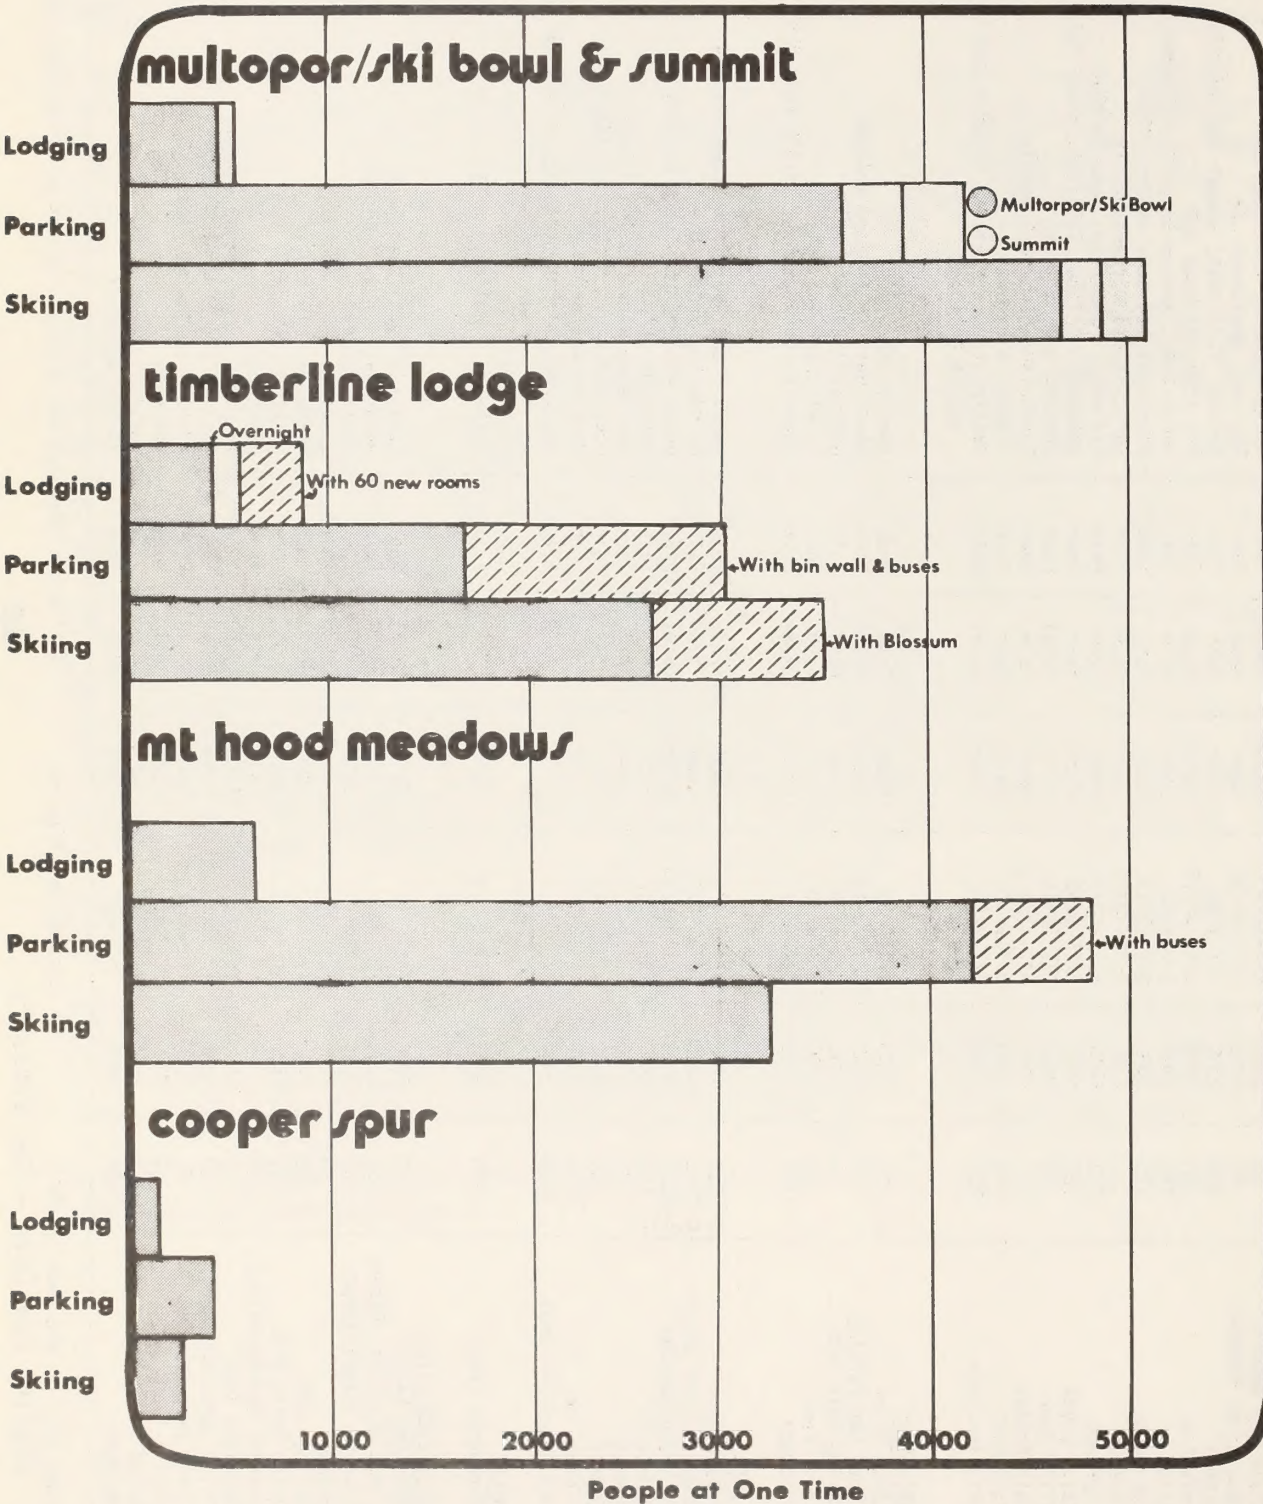 multopor/ski bowl & summit
Lodging
Parking
Multorpor/Ski Bowl
Summit
Skiing
timberline lodge
Overnight
Lodging
With 60 new rooms
Parking
With bin wall & buses
Skiing
With Blossum
mt hood meadows
Lodging
Parking
With buses
Skiing
cooper spur
Lodging
Parking
Skiing
1000 2000 3000 4000 5000
People at One Time